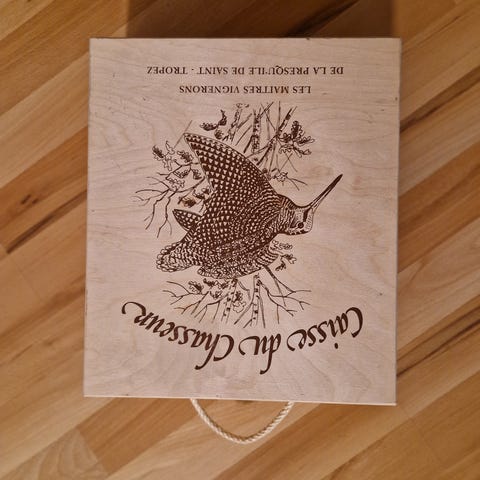 Caisse du Chasseur
LES MAITRES VIGNERONS
DE LA PRESQU'ILE DE SAINT - TROPEZ